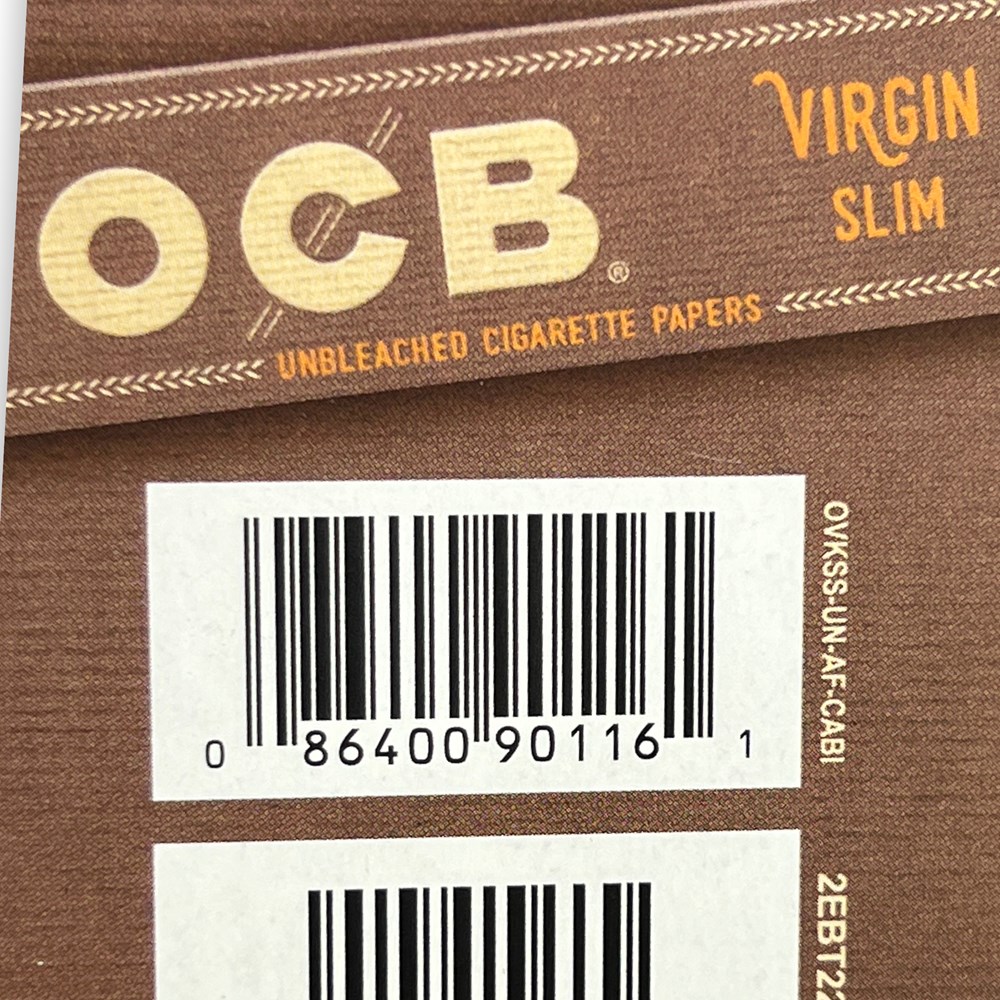 OCB®
VIRGIN
SLIM
UNBLEACHED CIGARETTE PAPERS
0 86400 90116 1
OVKSS-UN-AF-CABI